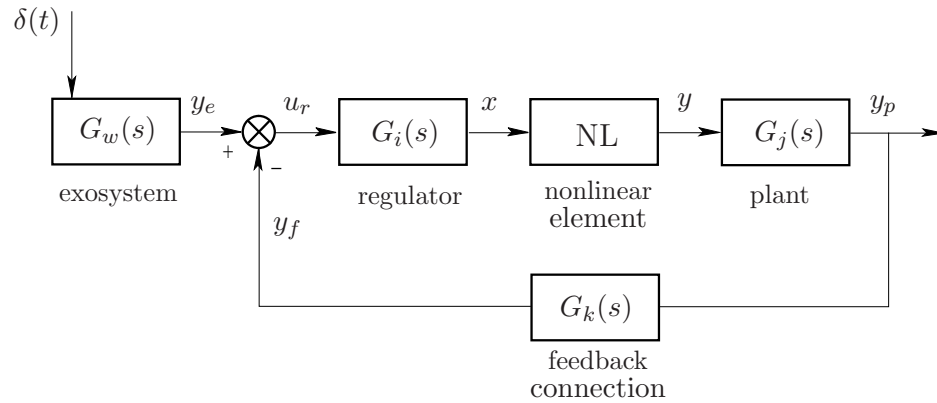 δ(t)
G_w(s)
y_e
+
−
u_r
G_i(s)
x
NL
y
G_j(s)
y_p
exosystem
regulator
nonlinear
element
plant
y_f
G_k(s)
feedback
connection